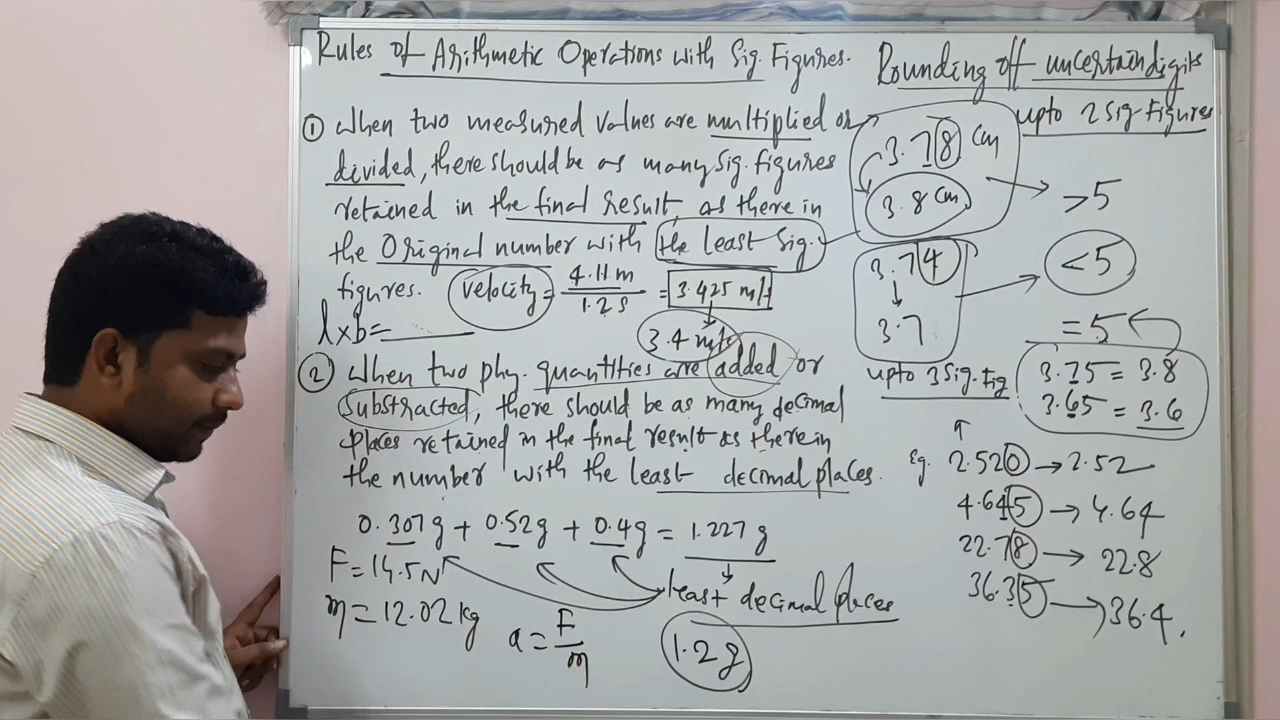 Rules of Arithmetic Operations with Sig. Figures.
① When two measured values are multiplied or
divided, there should be as many Sig. figures
retained in the final result, as there in
the Original number with the least Sig.
figures. Velocity = 4.11 m / 1.2 s = 3.425 m/s
l×b=
3.4 m/s
② When two phy. quantities are added or
Substracted, there should be as many decimal
places retained in the final result as there in
the number with the least decimal places.
0.307 g + 0.52 g + 0.4 g = 1.227 g
F = 14.5 N
least decimal places
m = 12.02 kg
a = F / m
1.2 g
Rounding off uncertain digits
upto 2 Sig-Figures
3.78 cm
3.8 cm
>5
3.74
<5
3.7
=5
3.75 = 3.8
3.65 = 3.6
upto 3 Sig. Fig
Eg. 2.520 → 2.52
4.645 → 4.64
22.78 → 22.8
36.35 → 36.4.